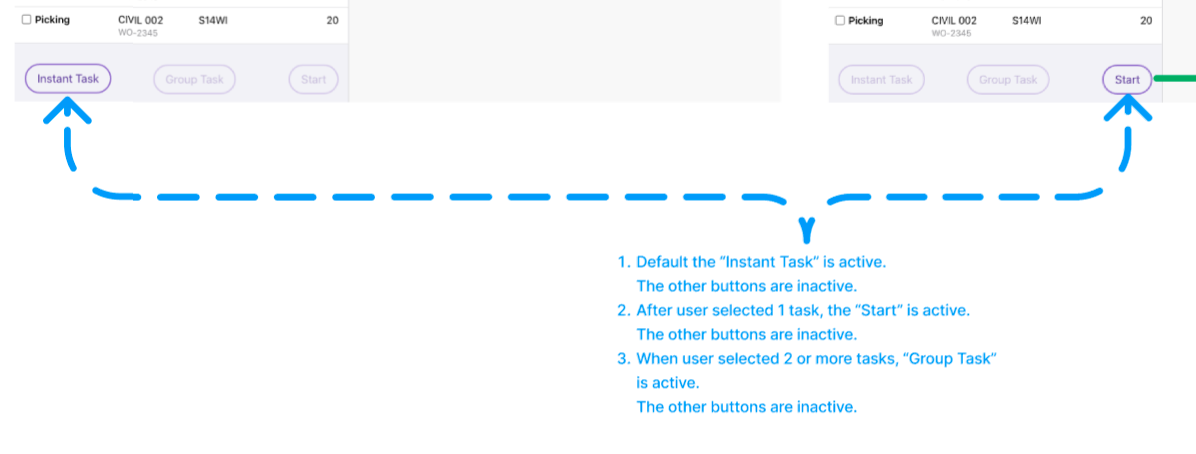 Picking CIVIL 002 S14WI 20
WO-2345
Instant Task Group Task Start
Picking CIVIL 002 S14WI 20
WO-2345
Instant Task Group Task Start
1. Default the “Instant Task” is active.
The other buttons are inactive.
2. After user selected 1 task, the “Start” is active.
The other buttons are inactive.
3. When user selected 2 or more tasks, “Group Task”
is active.
The other buttons are inactive.